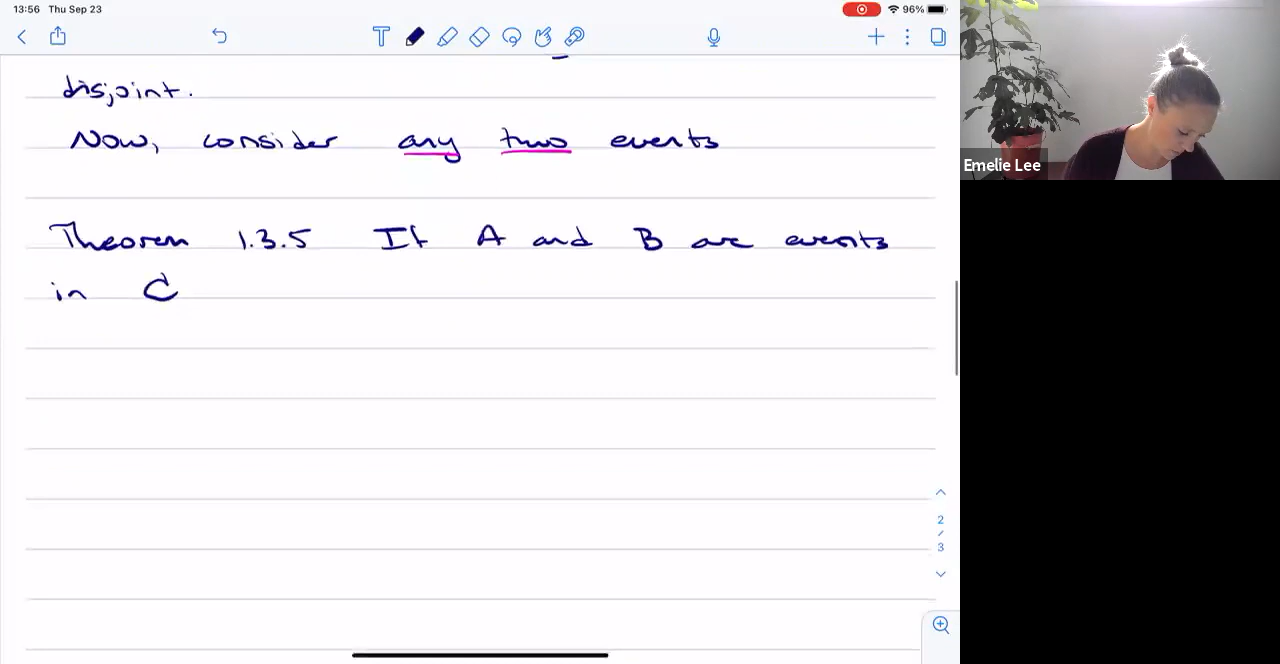 13:56 Thu Sep 23
96%
disjoint.
Now, consider any two events
Emelie Lee
Theorem 1.3.5 If A and B are events
in C
2
/
3